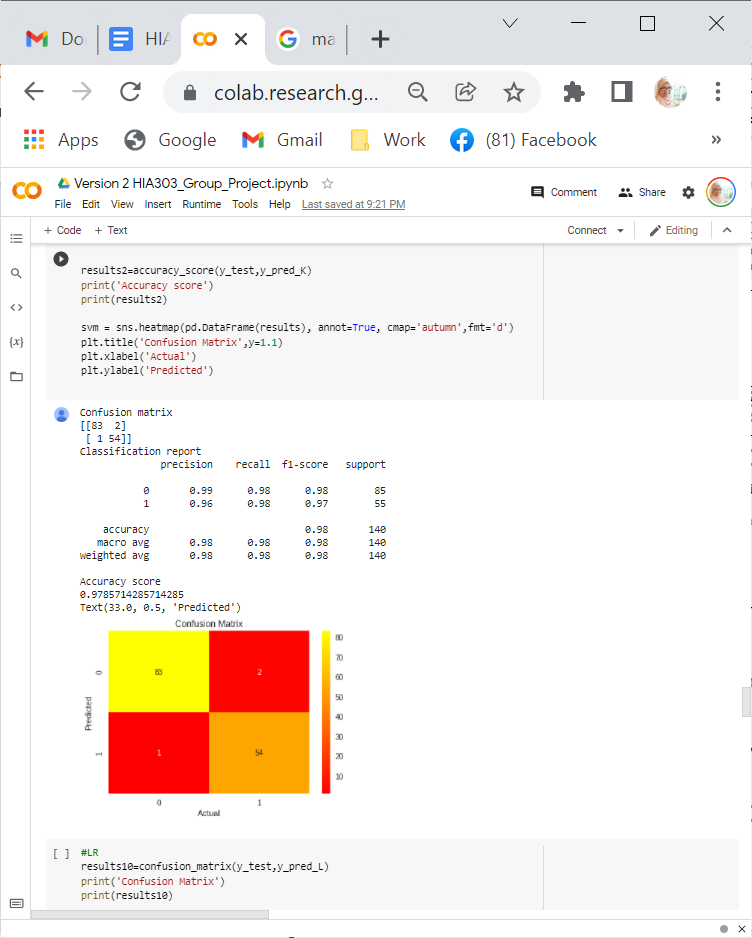 Do
HIA
ma
colab.research.g...
Apps
Google
Gmail
Work
(81) Facebook
»
Version 2 HIA303_Group_Project.ipynb
Comment
Share
File Edit View Insert Runtime Tools Help Last saved at 9:21 PM
+ Code + Text
Connect
Editing
results2=accuracy_score(y_test,y_pred_K)
print('Accuracy score')
print(results2)
svm = sns.heatmap(pd.DataFrame(results), annot=True, cmap='autumn',fmt='d')
plt.title('Confusion Matrix',y=1.1)
plt.xlabel('Actual')
plt.ylabel('Predicted')
Confusion matrix
[[83  2]
 [ 1 54]]
Classification report
precision recall f1-score support
0 0.99 0.98 0.98 85
1 0.96 0.98 0.97 55
accuracy 0.98 140
macro avg 0.98 0.98 0.98 140
weighted avg 0.98 0.98 0.98 140
Accuracy score
0.9785714285714285
Text(33.0, 0.5, 'Predicted')
Confusion Matrix
83
2
1
54
0
1
Predicted
0
1
Actual
80
70
60
50
40
30
20
10
[ ] #LR
results10=confusion_matrix(y_test,y_pred_L)
print('Confusion Matrix')
print(results10)